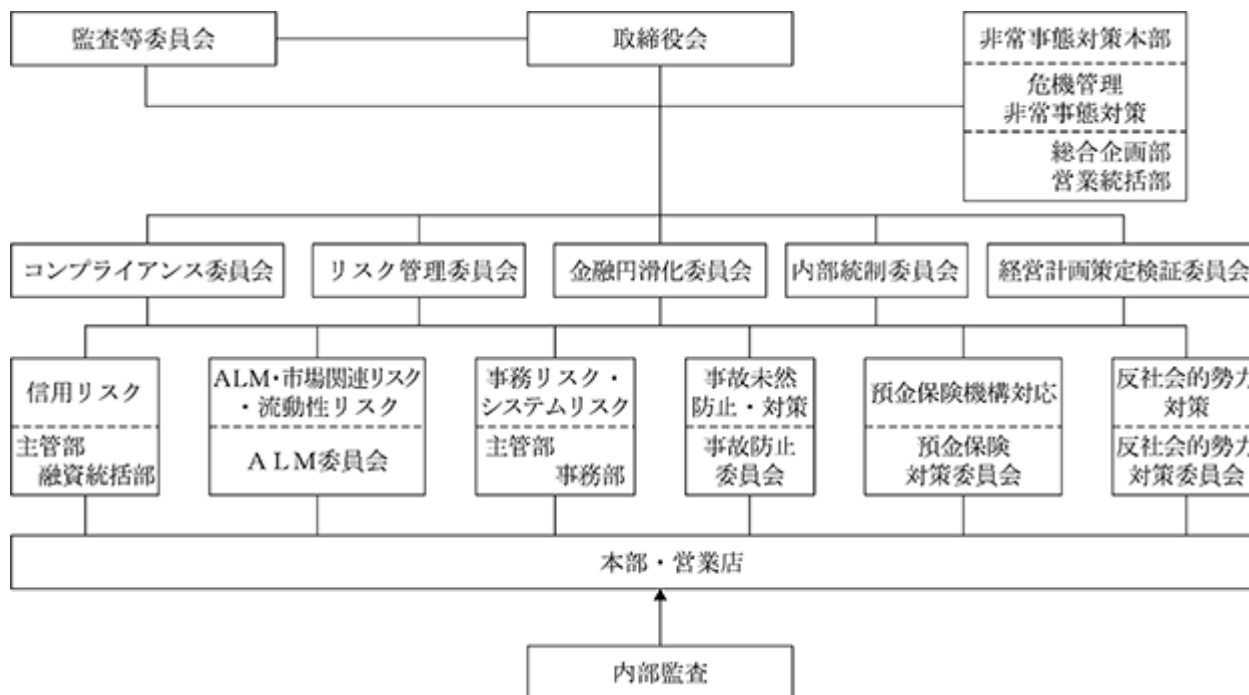 監査等委員会
取締役会
非常事態対策本部
危機管理
非常事態対策
総合企画部
営業統括部
コンプライアンス委員会
リスク管理委員会
金融円滑化委員会
内部統制委員会
経営計画策定検証委員会
信用リスク
主管部
融資統括部
ALM・市場関連リスク
・流動性リスク
ALM委員会
事務リスク・
システムリスク
主管部
事務部
事故未然
防止・対策
事故防止
委員会
預金保険機構対応
預金保険
対策委員会
反社会的勢力
対策
反社会的勢力
対策委員会
本部・営業店
内部監査